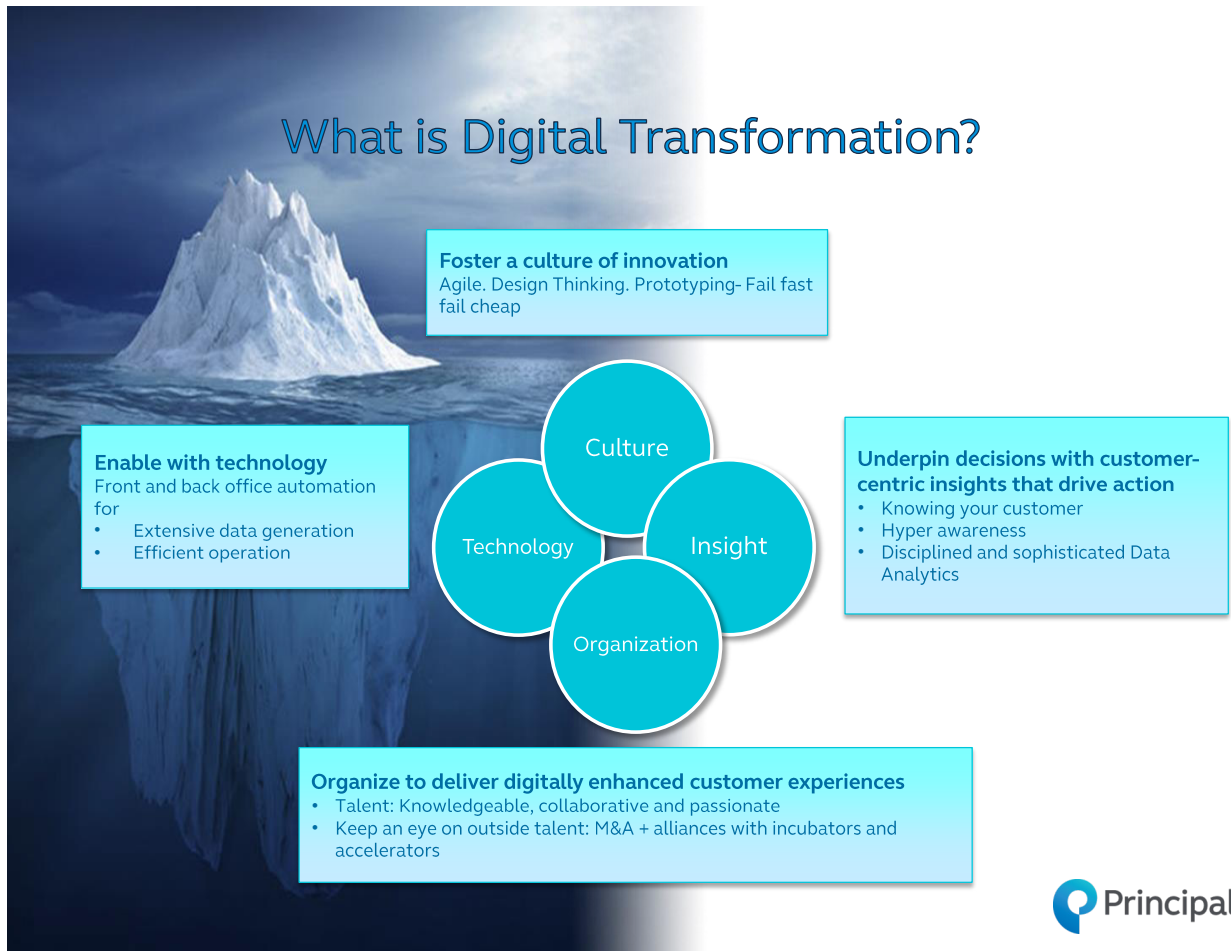 What is Digital Transformation?
Foster a culture of innovation
Agile. Design Thinking. Prototyping- Fail fast
fail cheap
Culture
Technology
Insight
Organization
Enable with technology
Front and back office automation
for
• Extensive data generation
• Efficient operation
Underpin decisions with customer-
centric insights that drive action
• Knowing your customer
• Hyper awareness
• Disciplined and sophisticated Data
Analytics
Organize to deliver digitally enhanced customer experiences
• Talent: Knowledgeable, collaborative and passionate
• Keep an eye on outside talent: M&A + alliances with incubators and
accelerators
Principal